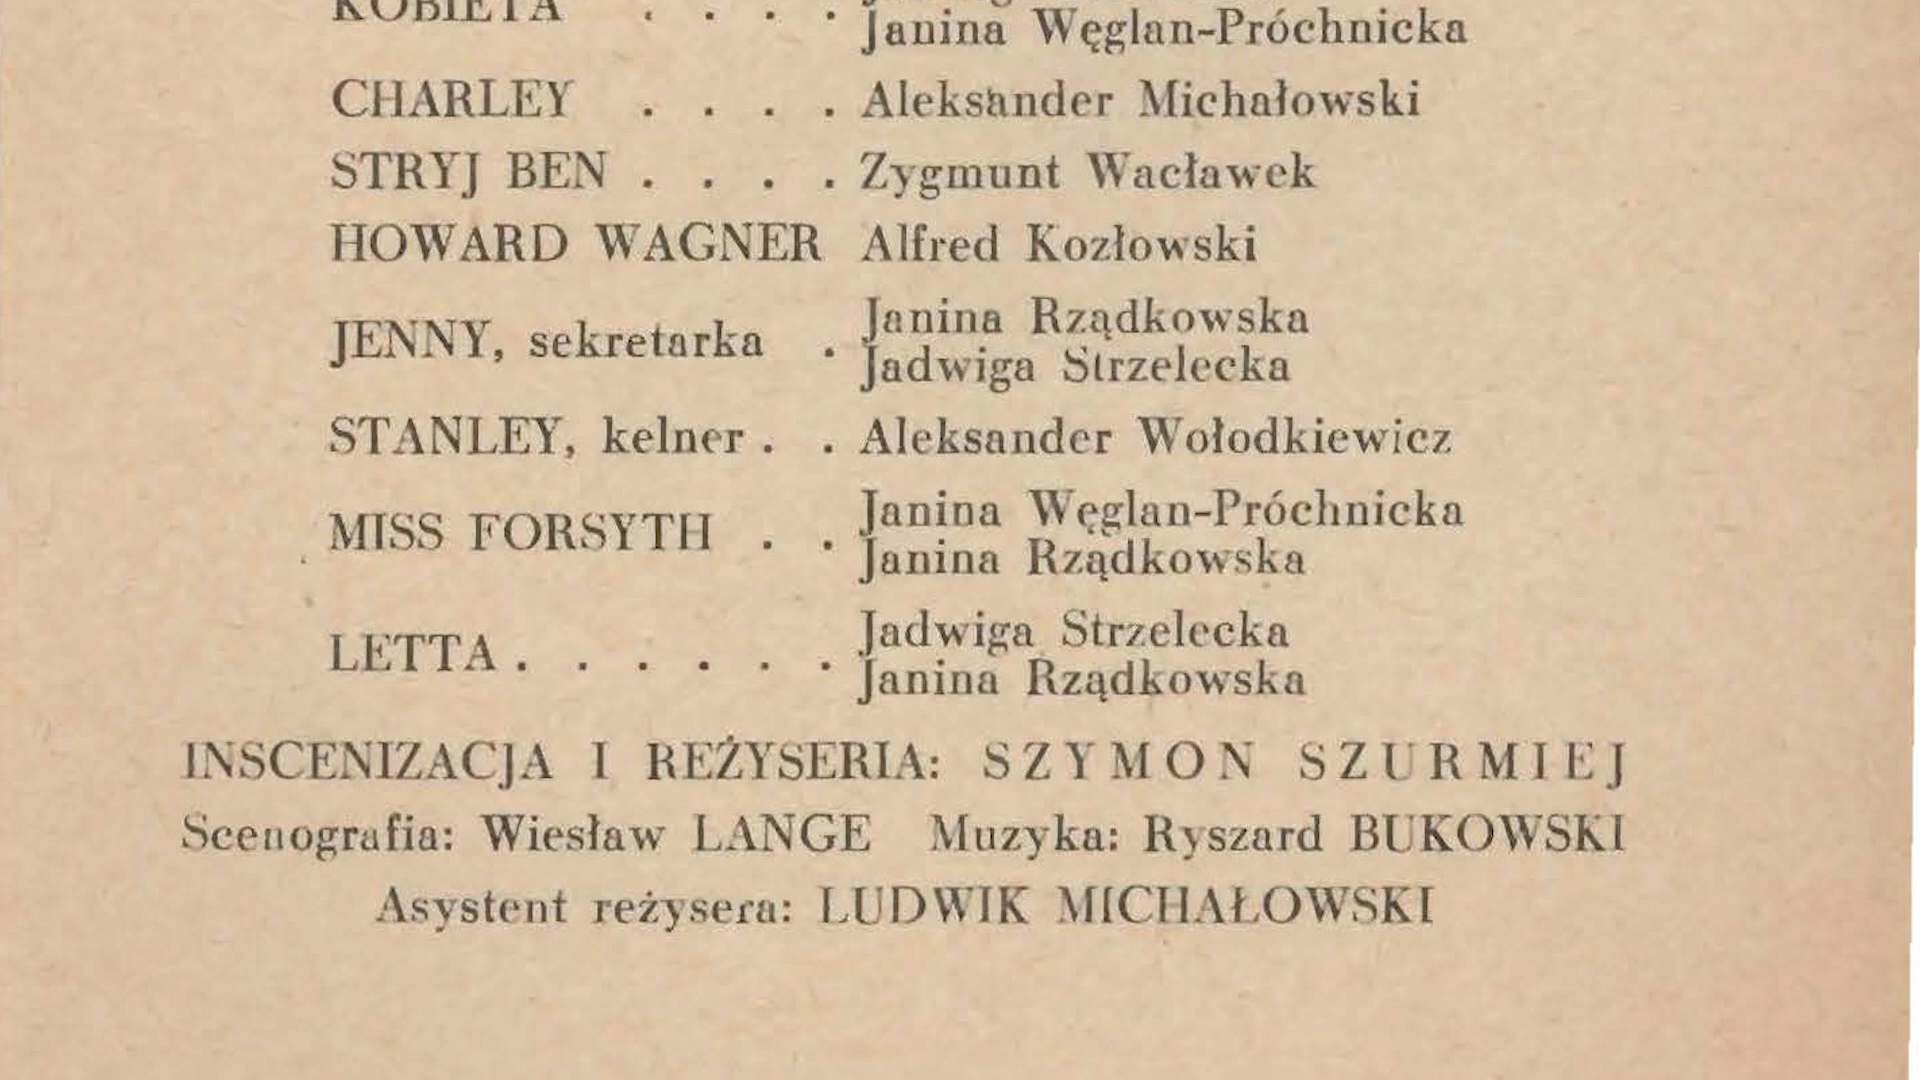 KOBIETA . . . .
Janina Węglan-Próchnicka
CHARLEY . . . . Aleksander Michałowski
STRYJ BEN . . . . Zygmunt Wacławek
HOWARD WAGNER Alfred Kozłowski
JENNY, sekretarka . Janina Rządkowska
Jadwiga Strzelecka
STANLEY, kelner . . Aleksander Wołodkiewicz
MISS FORSYTH . . Janina Węglan-Próchnicka
Janina Rządkowska
LETTA . . . . . . Jadwiga Strzelecka
Janina Rządkowska
INSCENIZACJA I REŻYSERIA: SZYMON SZURMIEJ
Scenografia: Wiesław LANGE Muzyka: Ryszard BUKOWSKI
Asystent reżysera: LUDWIK MICHAŁOWSKI